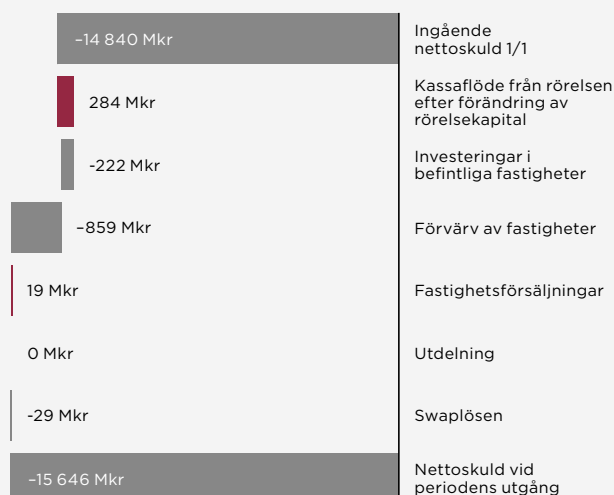 –14 840 Mkr
Ingående
nettoskuld 1/1
284 Mkr
Kassaflöde från rörelsen
efter förändring av
rörelsekapital
-222 Mkr
Investeringar i
befintliga fastigheter
–859 Mkr
Förvärv av fastigheter
19 Mkr
Fastighetsförsäljningar
0 Mkr
Utdelning
-29 Mkr
Swaplösen
–15 646 Mkr
Nettoskuld vid
periodens utgång